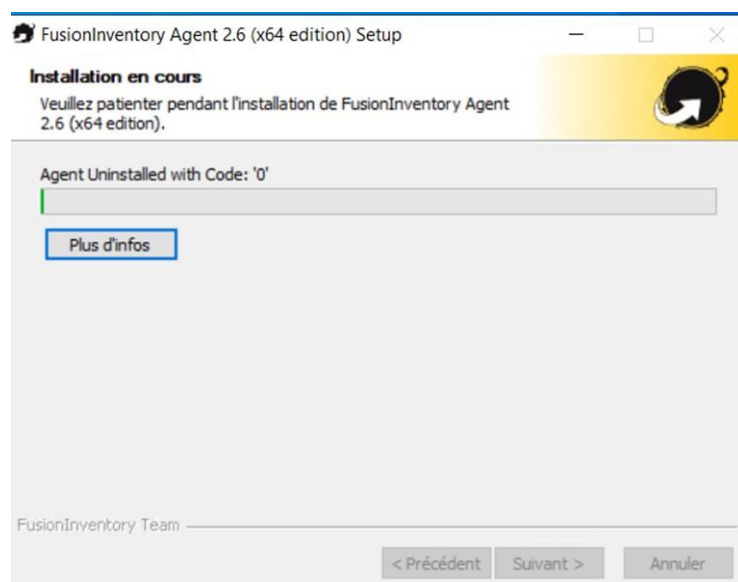 FusionInventory Agent 2.6 (x64 edition) Setup
Installation en cours
Veuillez patienter pendant l'installation de FusionInventory Agent
2.6 (x64 edition).
Agent Uninstalled with Code: '0'
Plus d'infos
FusionInventory Team
< Précédent
Suivant >
Annuler